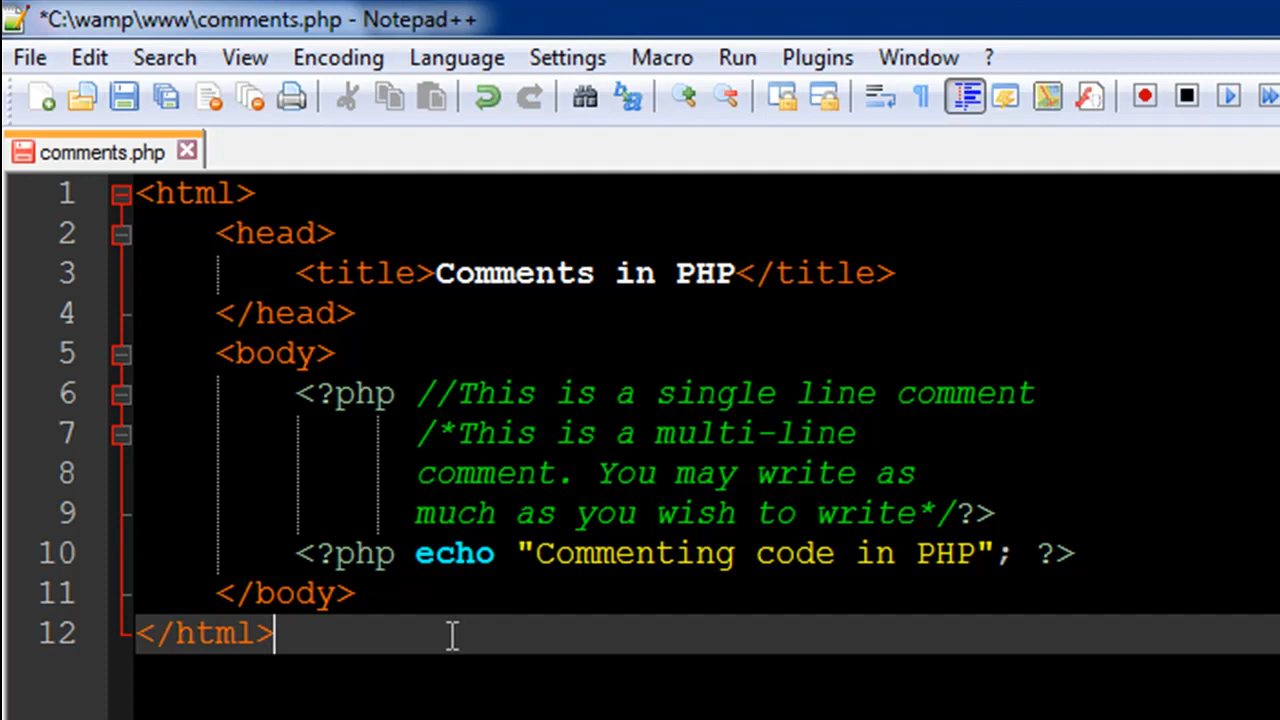 *C:\wamp\www\comments.php - Notepad++
File Edit Search View Encoding Language Settings Macro Run Plugins Window ?
comments.php
1 <html>
2 <head>
3 <title>Comments in PHP</title>
4 </head>
5 <body>
6 <?php //This is a single line comment
7 /*This is a multi-line
8 comment. You may write as
9 much as you wish to write*/?>
10 <?php echo "Commenting code in PHP"; ?>
11 </body>
12 </html>